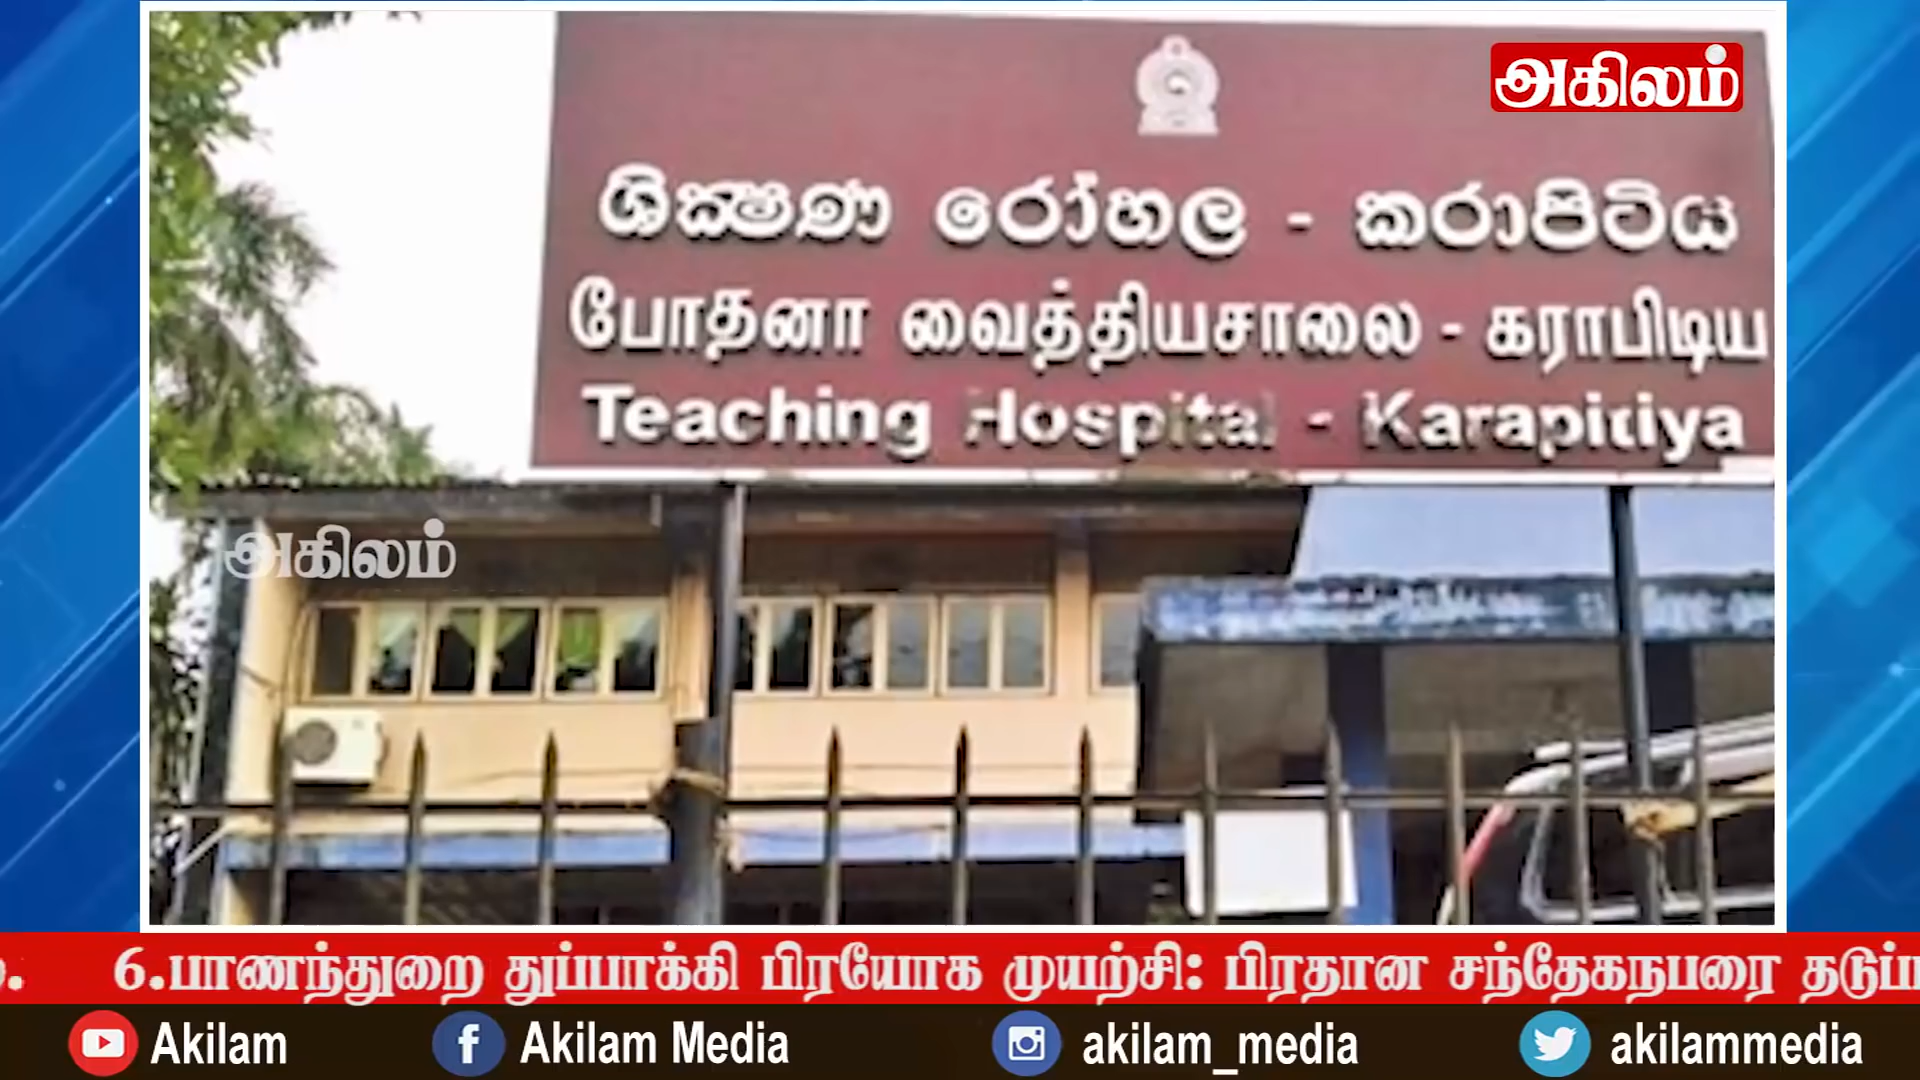 அகிலம்
ශික්ෂණ රෝහල - කරාපිටිය
போதனா வைத்தியசாலை - கராபிடிய
Teaching Hospital - Karapitiya
அகிலம்
6.பாணந்துறை துப்பாக்கி பிரயோக முயற்சி: பிரதான சந்தேகநபரை
Akilam
Akilam Media
akilam_media
akilammedia